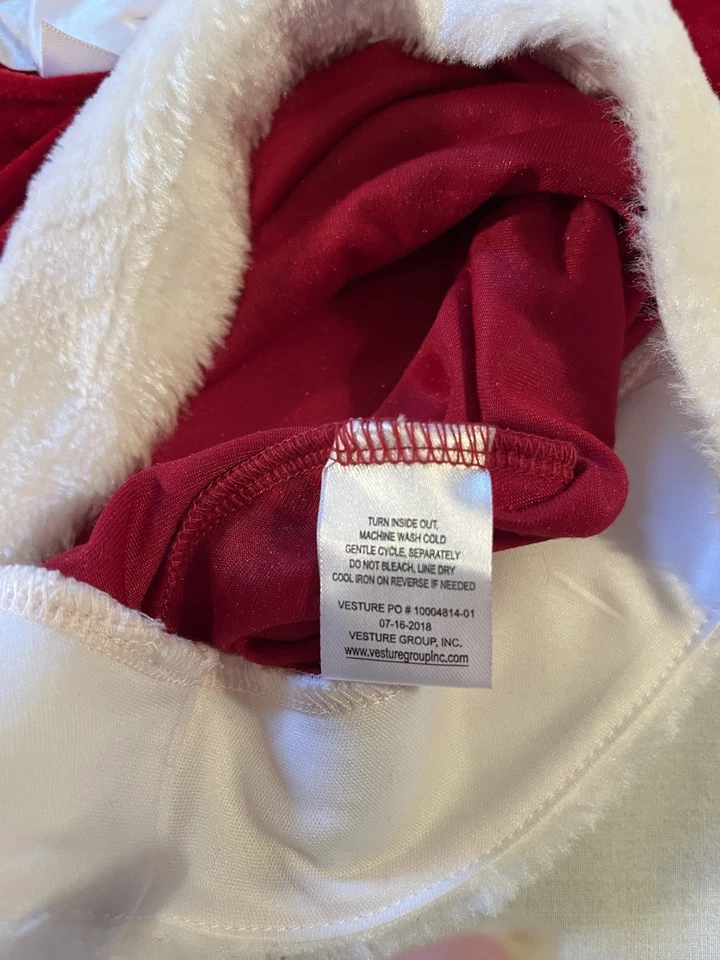 TURN INSIDE OUT,
MACHINE WASH COLD
GENTLE CYCLE, SEPARATELY
DO NOT BLEACH, LINE DRY
COOL IRON ON REVERSE IF NEEDED
VESTURE PO # 10004814-01
07-16-2018
VESTURE GROUP, INC.
www.vesturegroupInc.com